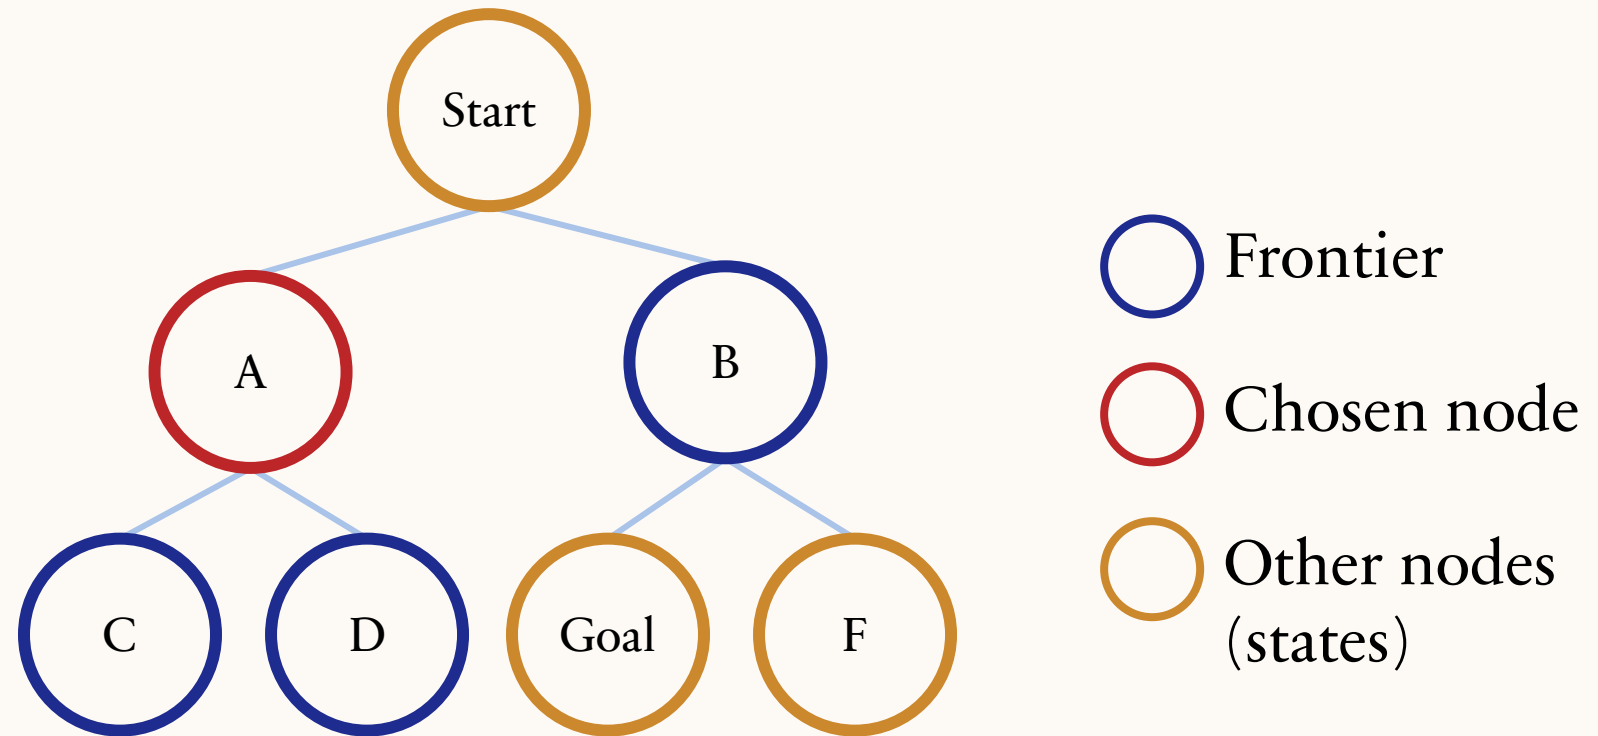 Start
A
B
C
D
Goal
F
Frontier
Chosen node
Other nodes
(states)